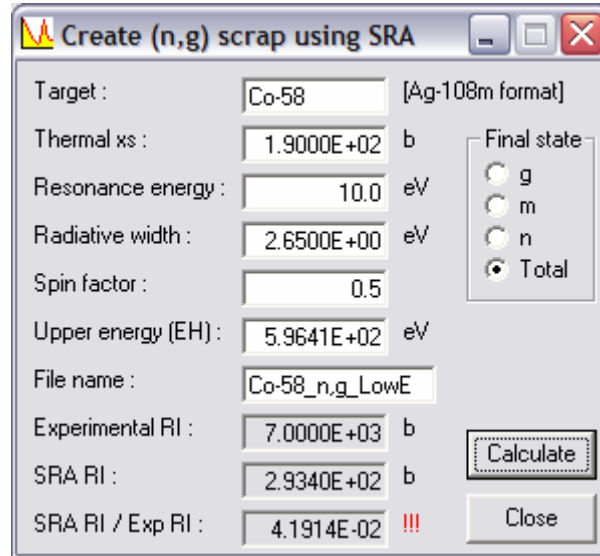 Create (n,g) scrap using SRA
Target : Co-58 [Ag-108m format]
Thermal xs : 1.9000E+02 b
Final state
Resonance energy : 10.0 eV
g
Radiative width : 2.6500E+00 eV
m
n
Spin factor : 0.5
Total
Upper energy (EH) : 5.9641E+02 eV
File name : Co-58_n,g_LowE
Experimental RI : 7.0000E+03 b
Calculate
SRA RI : 2.9340E+02 b
SRA RI / Exp RI : 4.1914E-02 !!!
Close